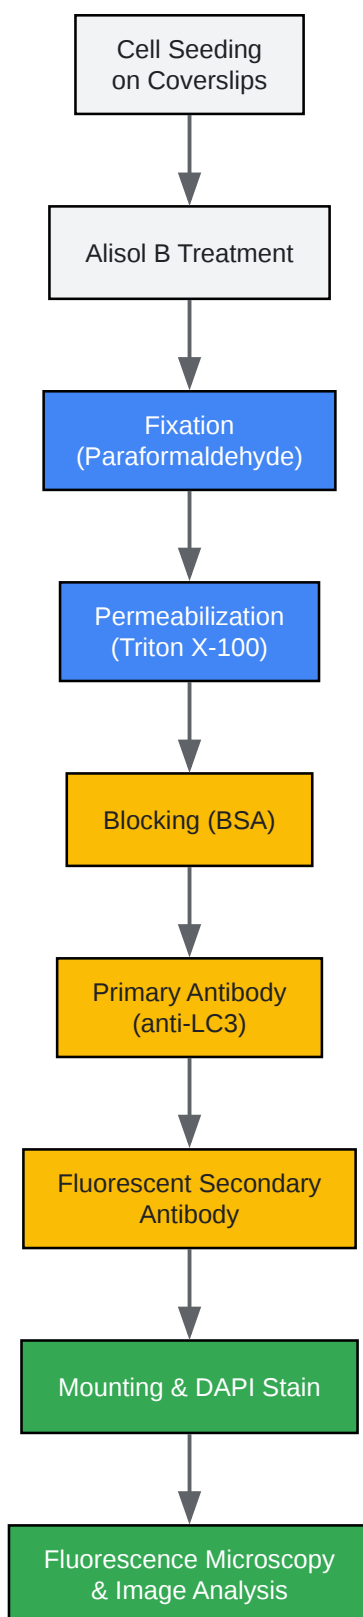 Cell Seeding
on Coverslips
Alisol B Treatment
Fixation
(Paraformaldehyde)
Permeabilization
(Triton X-100)
Blocking (BSA)
Primary Antibody
(anti-LC3)
Fluorescent Secondary
Antibody
Mounting & DAPI Stain
Fluorescence Microscopy
& Image Analysis